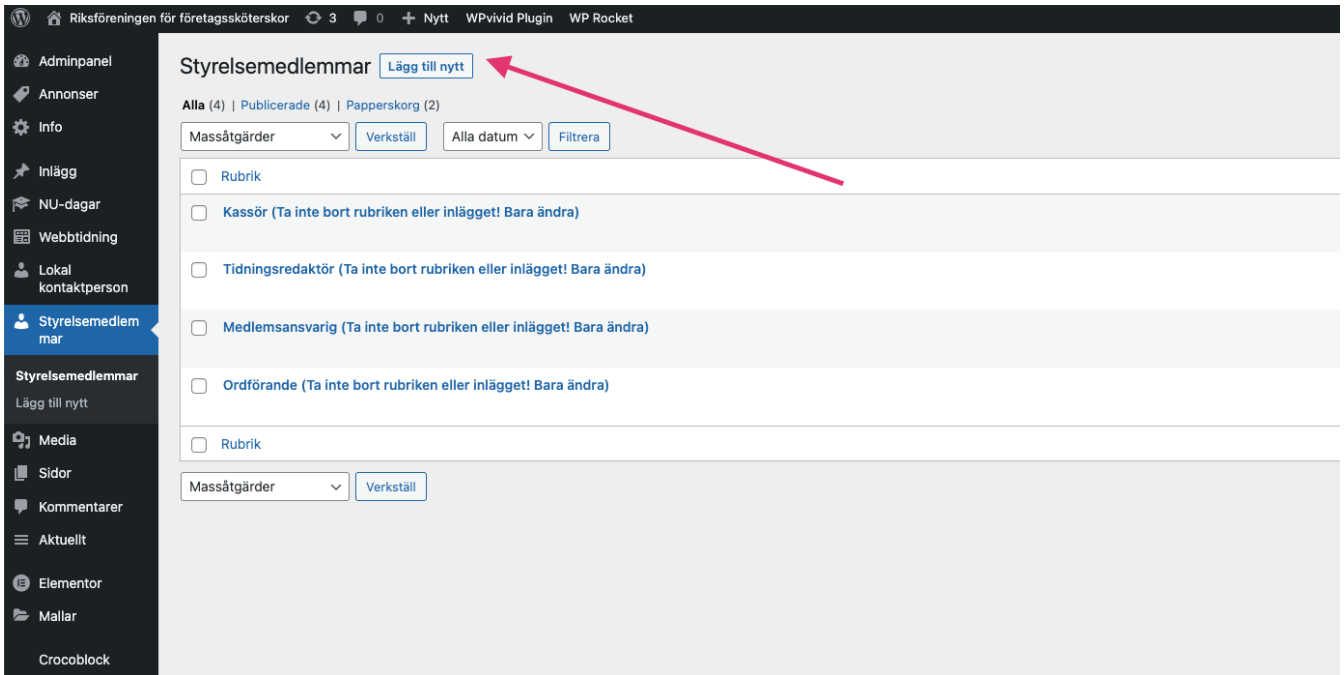 Riksföreningen för företagssköterskor 3 0 + Nytt WPvivid Plugin WP Rocket
Adminpanel
Annonser
Info
Inlägg
NU-dagar
Webbtidning
Lokal
kontaktperson
Styrelsemedlem
mar
Styrelsemedlemmar
Lägg till nytt
Media
Sidor
Kommentarer
Aktuellt
Elementor
Mallar
Crocoblock
Styrelsemedlemmar Lägg till nytt
Alla (4) | Publicerade (4) | Papperskorg (2)
Massåtgärder Verkställ Alla datum Filtrera
Rubrik
Kassör (Ta inte bort rubriken eller inlägget! Bara ändra)
Tidningsredaktör (Ta inte bort rubriken eller inlägget! Bara ändra)
Medlemsansvarig (Ta inte bort rubriken eller inlägget! Bara ändra)
Ordförande (Ta inte bort rubriken eller inlägget! Bara ändra)
Rubrik
Massåtgärder Verkställ